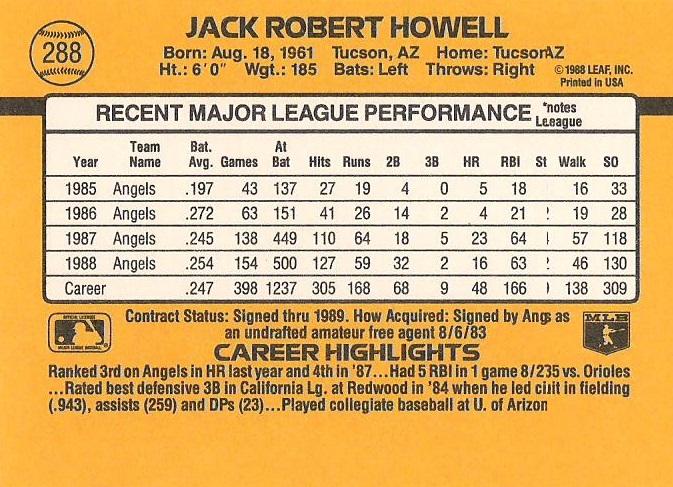 288
JACK ROBERT HOWELL
Born: Aug. 18, 1961 Tucson, AZ Home: TucsonAZ
Ht.: 6'0" Wgt.: 185 Bats: Left Throws: Right
©1988 LEAF, INC.
Printed in USA
RECENT MAJOR LEAGUE PERFORMANCE *notes League
Year Team Name Bat. Avg. Games At Bat Hits Runs 2B 3B HR RBI St Walk SO
1985 Angels .197 43 137 27 19 4 0 5 18 16 33
1986 Angels .272 63 151 41 26 14 2 4 21 19 28
1987 Angels .245 138 449 110 64 18 5 23 64 57 118
1988 Angels .254 154 500 127 59 32 2 16 63 46 130
Career .247 398 1237 305 168 68 9 48 166 138 309
OFFICIAL LICENSEE
MAJOR LEAGUE BASEBALL
Contract Status: Signed thru 1989. How Acquired: Signed by Angs as
an undrafted amateur free agent 8/6/83
MLB
CAREER HIGHLIGHTS
Ranked 3rd on Angels in HR last year and 4th in '87...Had 5 RBI in 1 game 8/235 vs. Orioles
...Rated best defensive 3B in California Lg. at Redwood in '84 when he led ciuit in fielding
(.943), assists (259) and DPs (23)...Played collegiate baseball at U. of Arizon